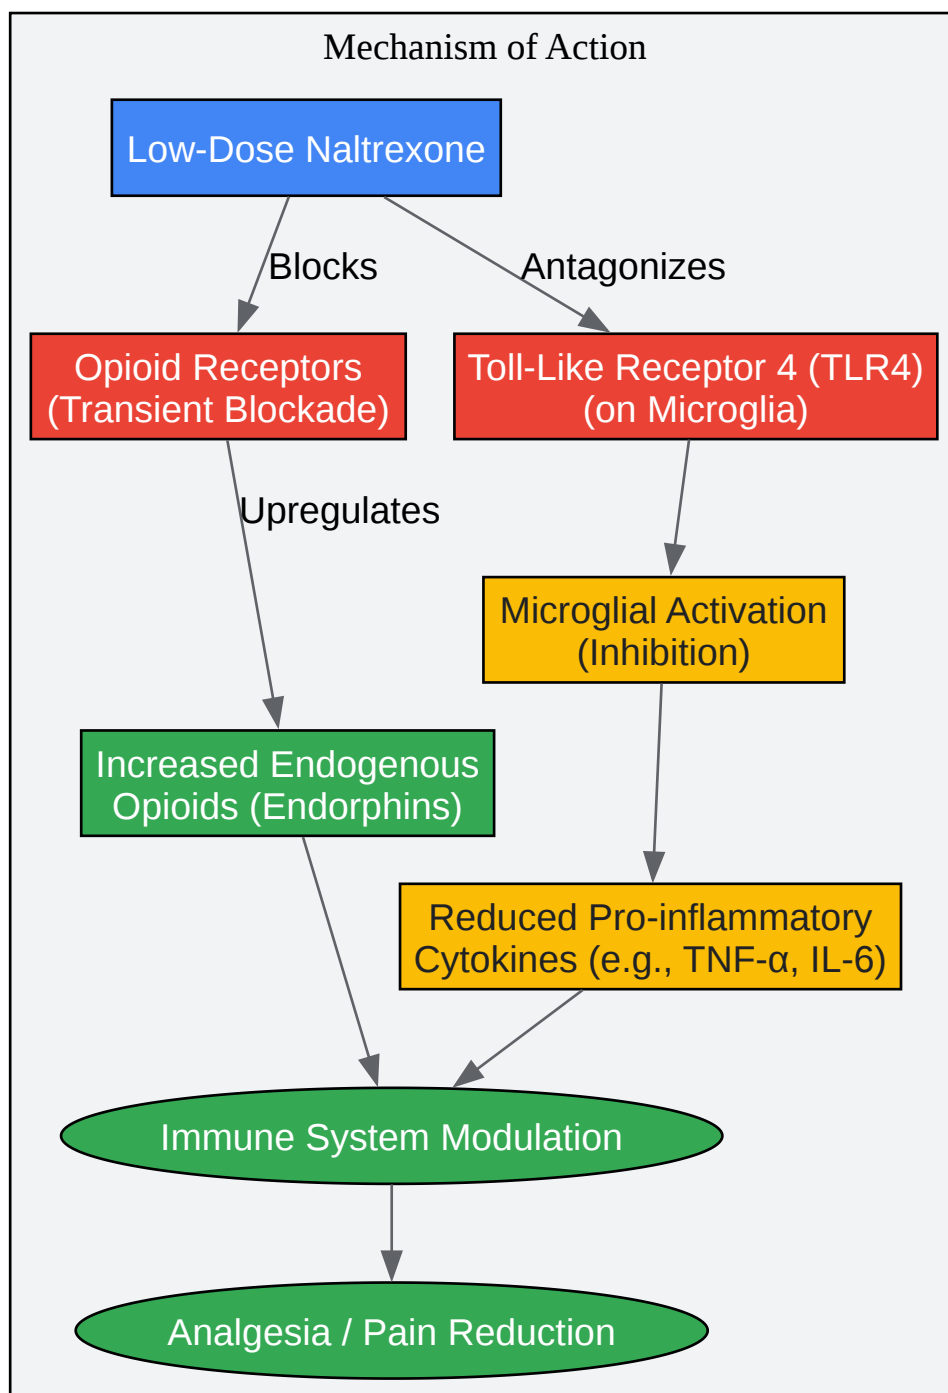 Mechanism of Action
Low-Dose Naltrexone
Blocks
Antagonizes
Opioid Receptors
(Transient Blockade)
Toll-Like Receptor 4 (TLR4)
(on Microglia)
Upregulates
Microglial Activation
(Inhibition)
Increased Endogenous
Opioids (Endorphins)
Reduced Pro-inflammatory
Cytokines (e.g., TNF-α, IL-6)
Immune System Modulation
Analgesia / Pain Reduction